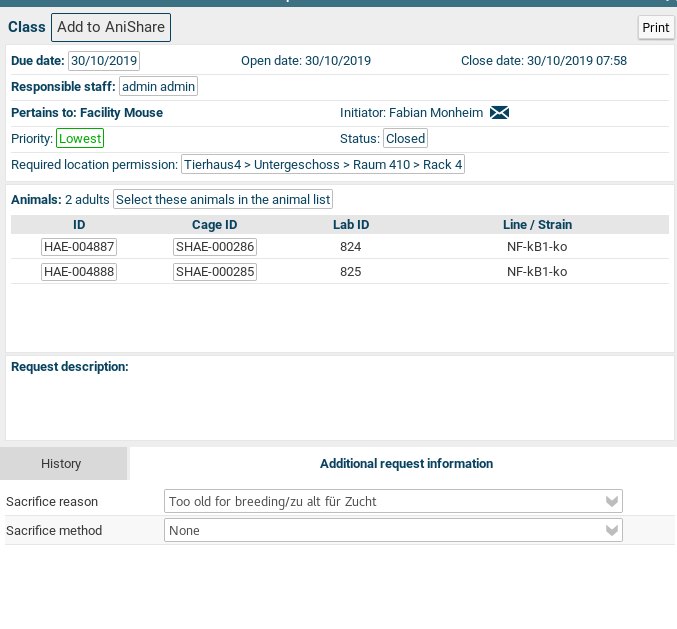 Class Add to AniShare Print
Due date: 30/10/2019 Open date: 30/10/2019 Close date: 30/10/2019 07:58
Responsible staff: admin admin
Pertains to: Facility Mouse Initiator: Fabian Monheim
Priority: Lowest Status: Closed
Required location permission: Tierhaus4 > Untergeschoss > Raum 410 > Rack 4
Animals: 2 adults Select these animals in the animal list
ID Cage ID Lab ID Line / Strain
HAE-004887 SHAE-000286 824 NF-kB1-ko
HAE-004888 SHAE-000285 825 NF-kB1-ko
Request description:
History Additional request information
Sacrifice reason Too old for breeding/zu alt für Zucht
Sacrifice method None